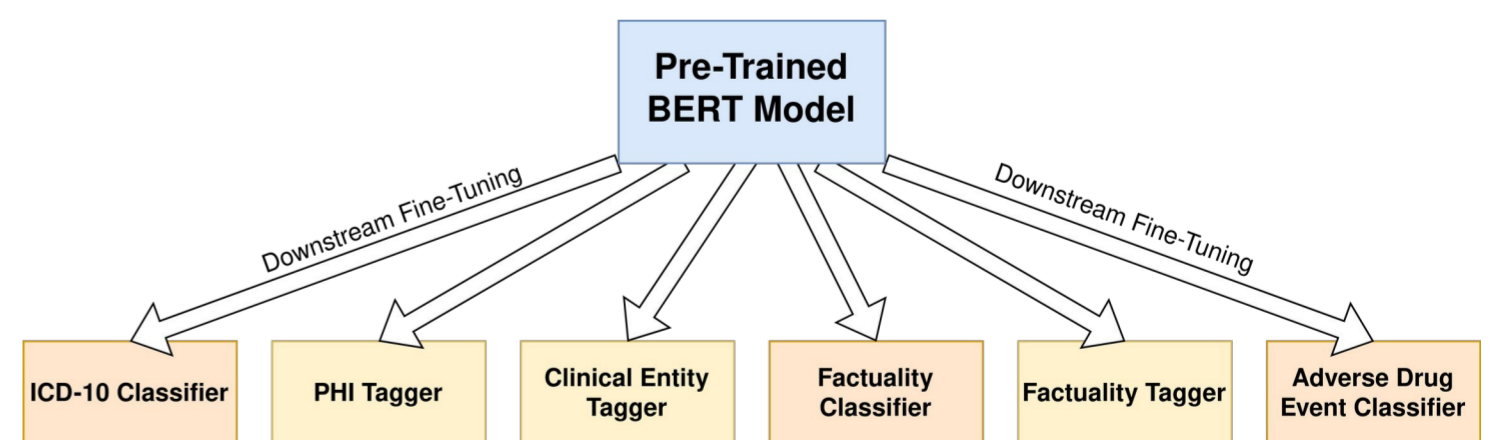 Pre-Trained
BERT Model
Downstream Fine-Tuning
Downstream Fine-Tuning
ICD-10 Classifier
PHI Tagger
Clinical Entity
Tagger
Factuality
Classifier
Factuality Tagger
Adverse Drug
Event Classifier